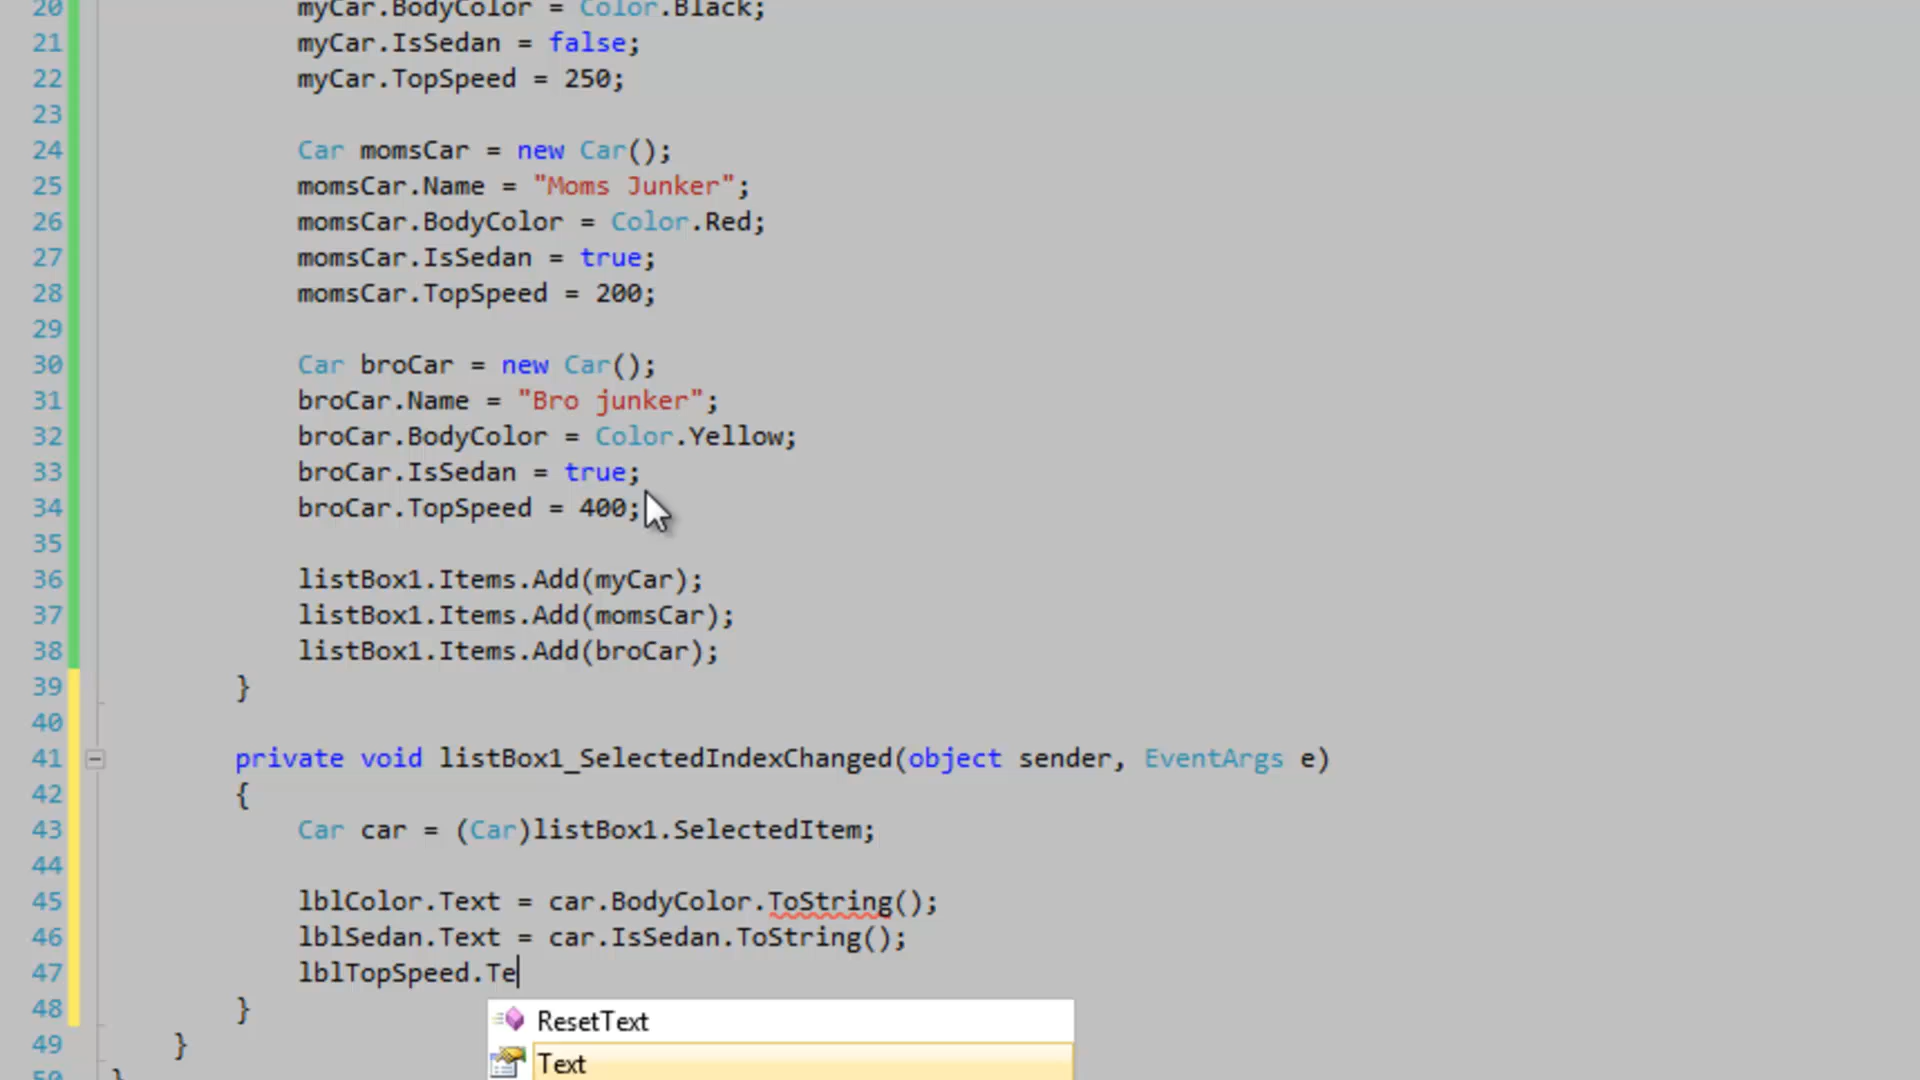 20 myCar.BodyColor = Color.Black;
21 myCar.IsSedan = false;
22 myCar.TopSpeed = 250;
23
24 Car momsCar = new Car();
25 momsCar.Name = "Moms Junker";
26 momsCar.BodyColor = Color.Red;
27 momsCar.IsSedan = true;
28 momsCar.TopSpeed = 200;
29
30 Car broCar = new Car();
31 broCar.Name = "Bro junker";
32 broCar.BodyColor = Color.Yellow;
33 broCar.IsSedan = true;
34 broCar.TopSpeed = 400;
35
36 listBox1.Items.Add(myCar);
37 listBox1.Items.Add(momsCar);
38 listBox1.Items.Add(broCar);
39 }
40
41 private void listBox1_SelectedIndexChanged(object sender, EventArgs e)
42 {
43 Car car = (Car)listBox1.SelectedItem;
44
45 lblColor.Text = car.BodyColor.ToString();
46 lblSedan.Text = car.IsSedan.ToString();
47 lblTopSpeed.Te
48 }
ResetText
49 }
Text
50 }